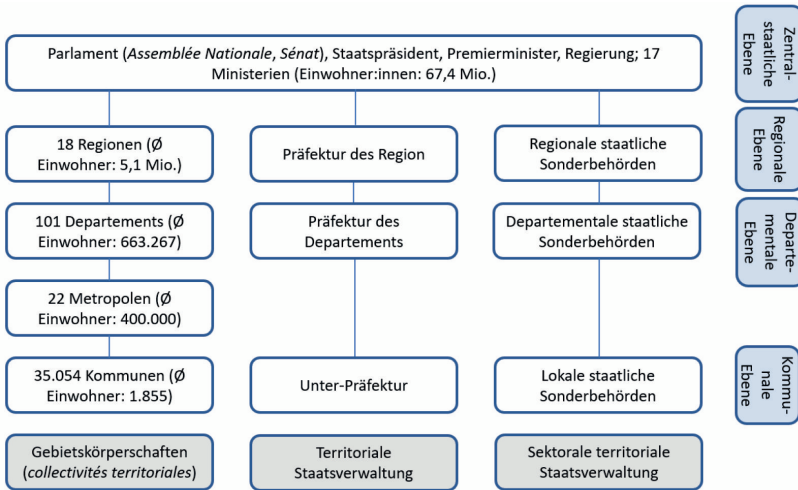 Parlament (Assemblée Nationale, Sénat), Staatspräsident, Premierminister, Regierung; 17
Ministerien (Einwohner:innen: 67,4 Mio.)
Zentral-
staatliche
Ebene
18 Regionen (Ø
Einwohner: 5,1 Mio.)
Präfektur des Region
Regionale staatliche
Sonderbehörden
Regionale
Ebene
101 Departements (Ø
Einwohner: 663.267)
Präfektur des
Departements
Departementale staatliche
Sonderbehörden
Departe-
mentale
Ebene
22 Metropolen (Ø
Einwohner: 400.000)
35.054 Kommunen (Ø
Einwohner: 1.855)
Unter-Präfektur
Lokale staatliche
Sonderbehörden
Kommu-
nale
Ebene
Gebietskörperschaften
(collectivités territoriales)
Territoriale
Staatsverwaltung
Sektorale territoriale
Staatsverwaltung